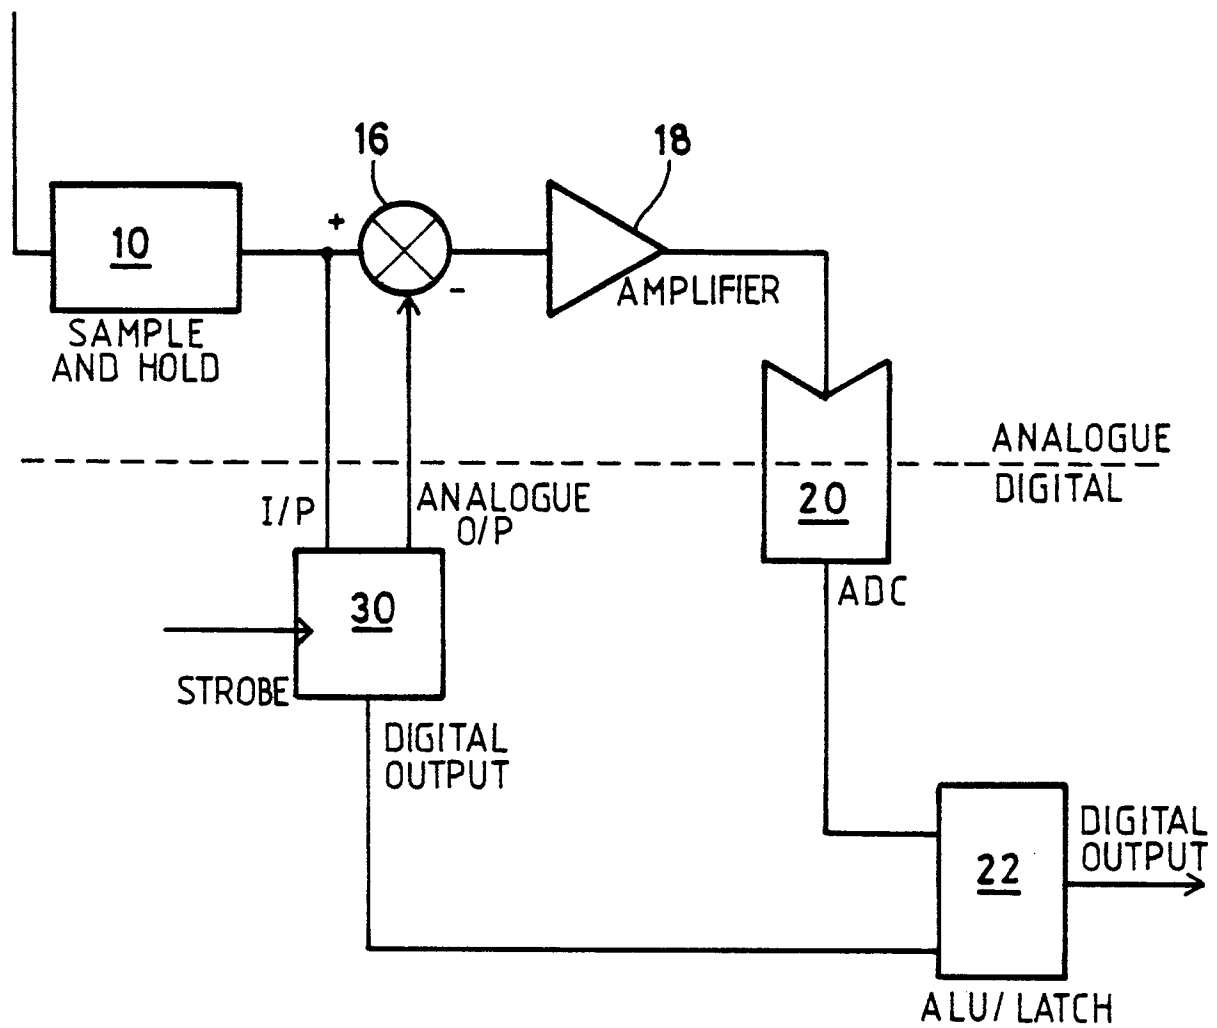 16
18
+
10
-
AMPLIFIER
SAMPLE
AND HOLD
ANALOGUE
DIGITAL
I/P
ANALOGUE
O/P
20
ADC
30
STROBE
DIGITAL
OUTPUT
DIGITAL
OUTPUT
22
ALU/LATCH